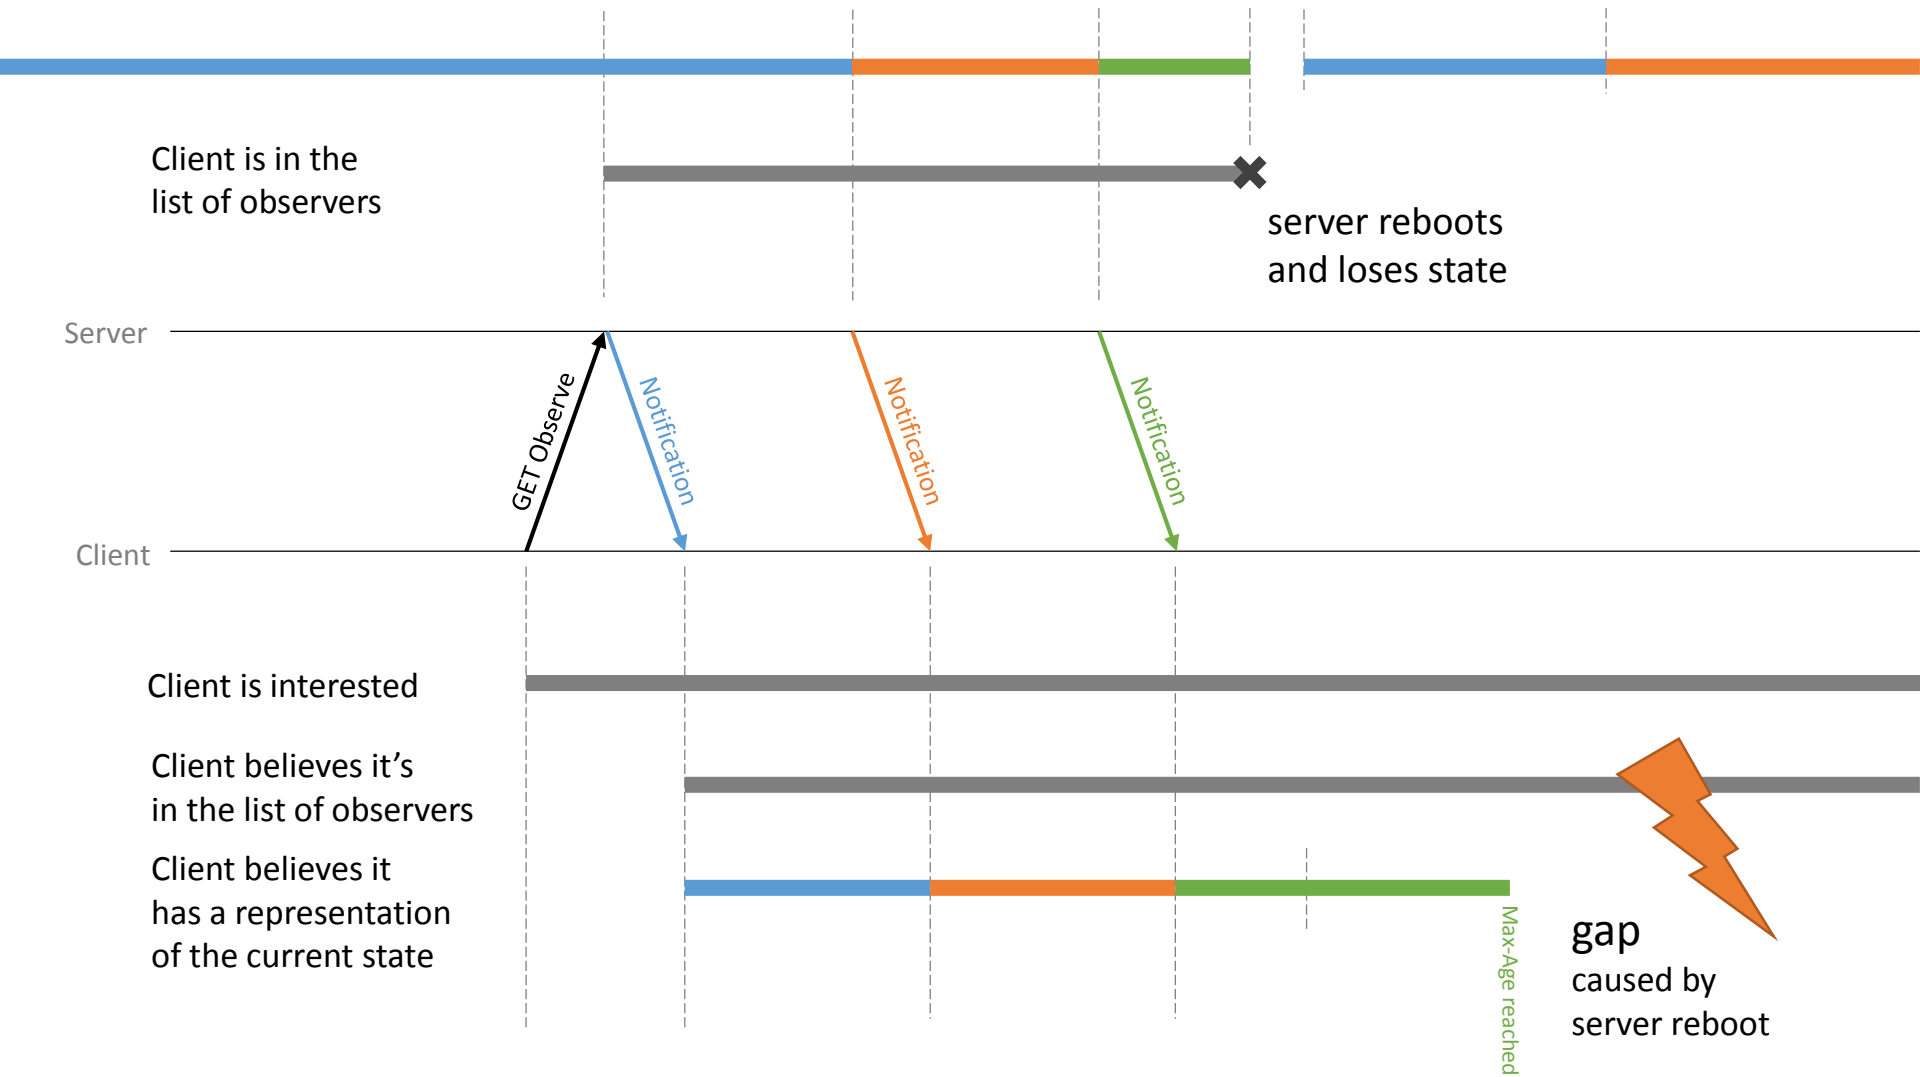 Client is in the
list of observers
server reboots
and loses state
Server
GET Observe
Notification
Notification
Notification
Client
Client is interested
Client believes it’s
in the list of observers
Client believes it
has a representation
of the current state
Max-Age reached
gap
caused by
server reboot